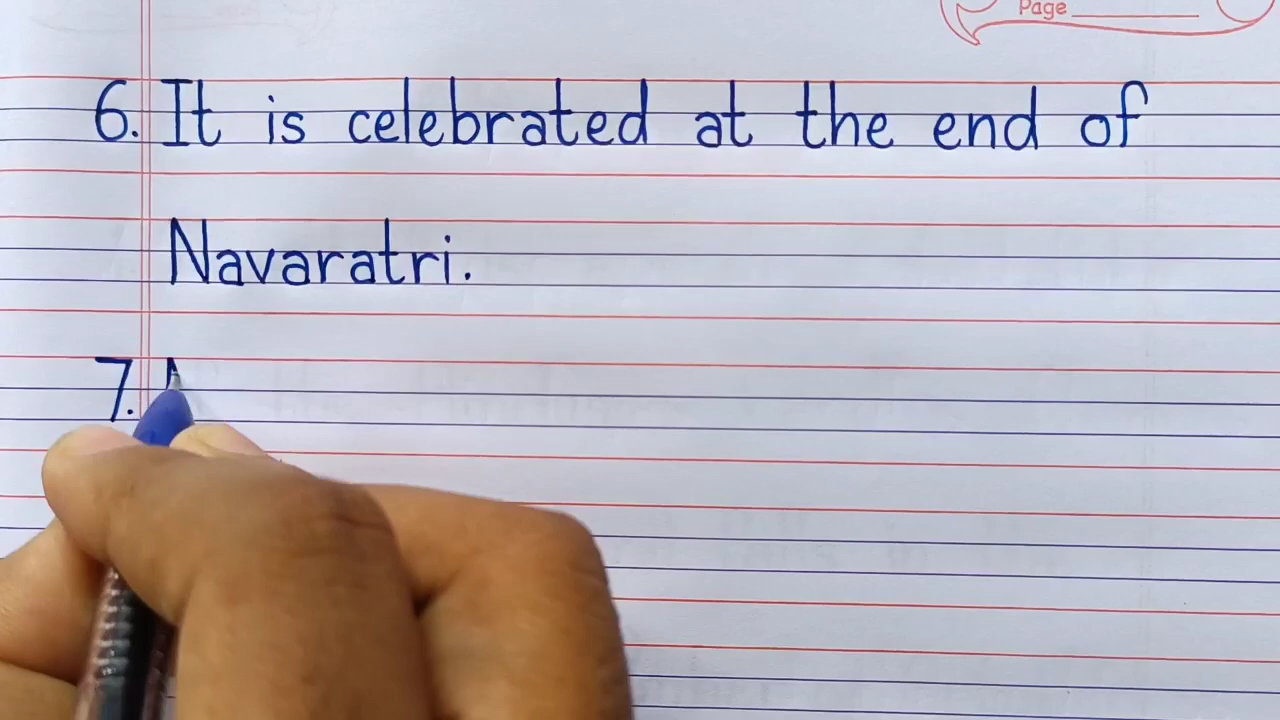 Page
6. It is celebrated at the end of
Navaratri.
7.